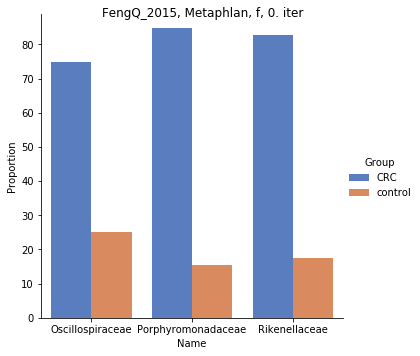 FengQ_2015, Metaphlan, f, 0. iter
80
70
60
50
40
30
20
10
0
Proportion
Oscillospiraceae Porphyromonadaceae Rikenellaceae
Name
Group
CRC
control